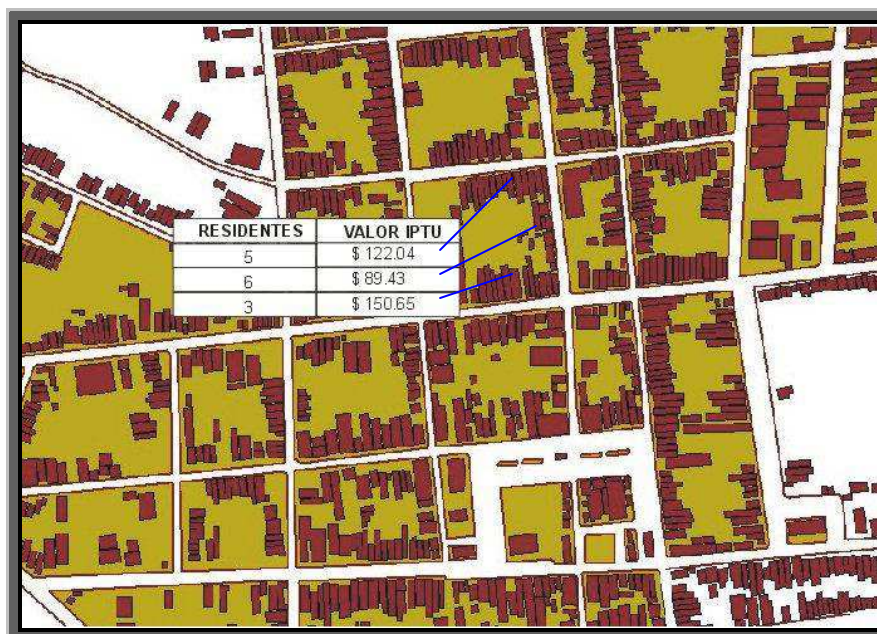 RESIDENTES VALOR IPTU
5 $ 122.04
6 $ 89.43
3 $ 150.65